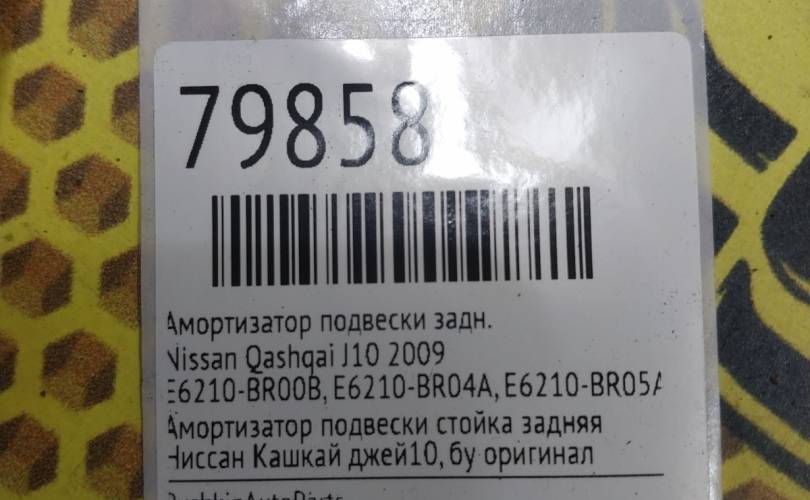 79858
Амортизатор подвески задн.
Nissan Qashqai J10 2009
E6210-BR00B, E6210-BR04A, E6210-BR05A
Амортизатор подвески стойка задняя
Ниссан Кашкай джей10, бу оригинал